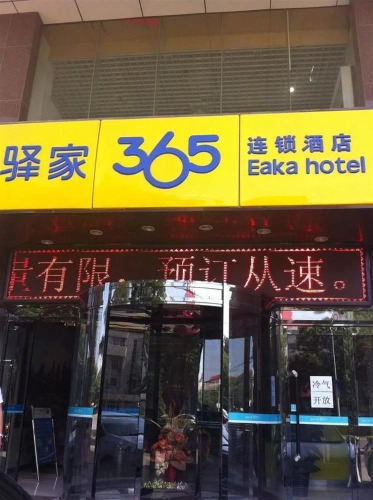 驿家 365 连锁酒店
Eaka hotel
量有限，预订从速。
冷气
开放